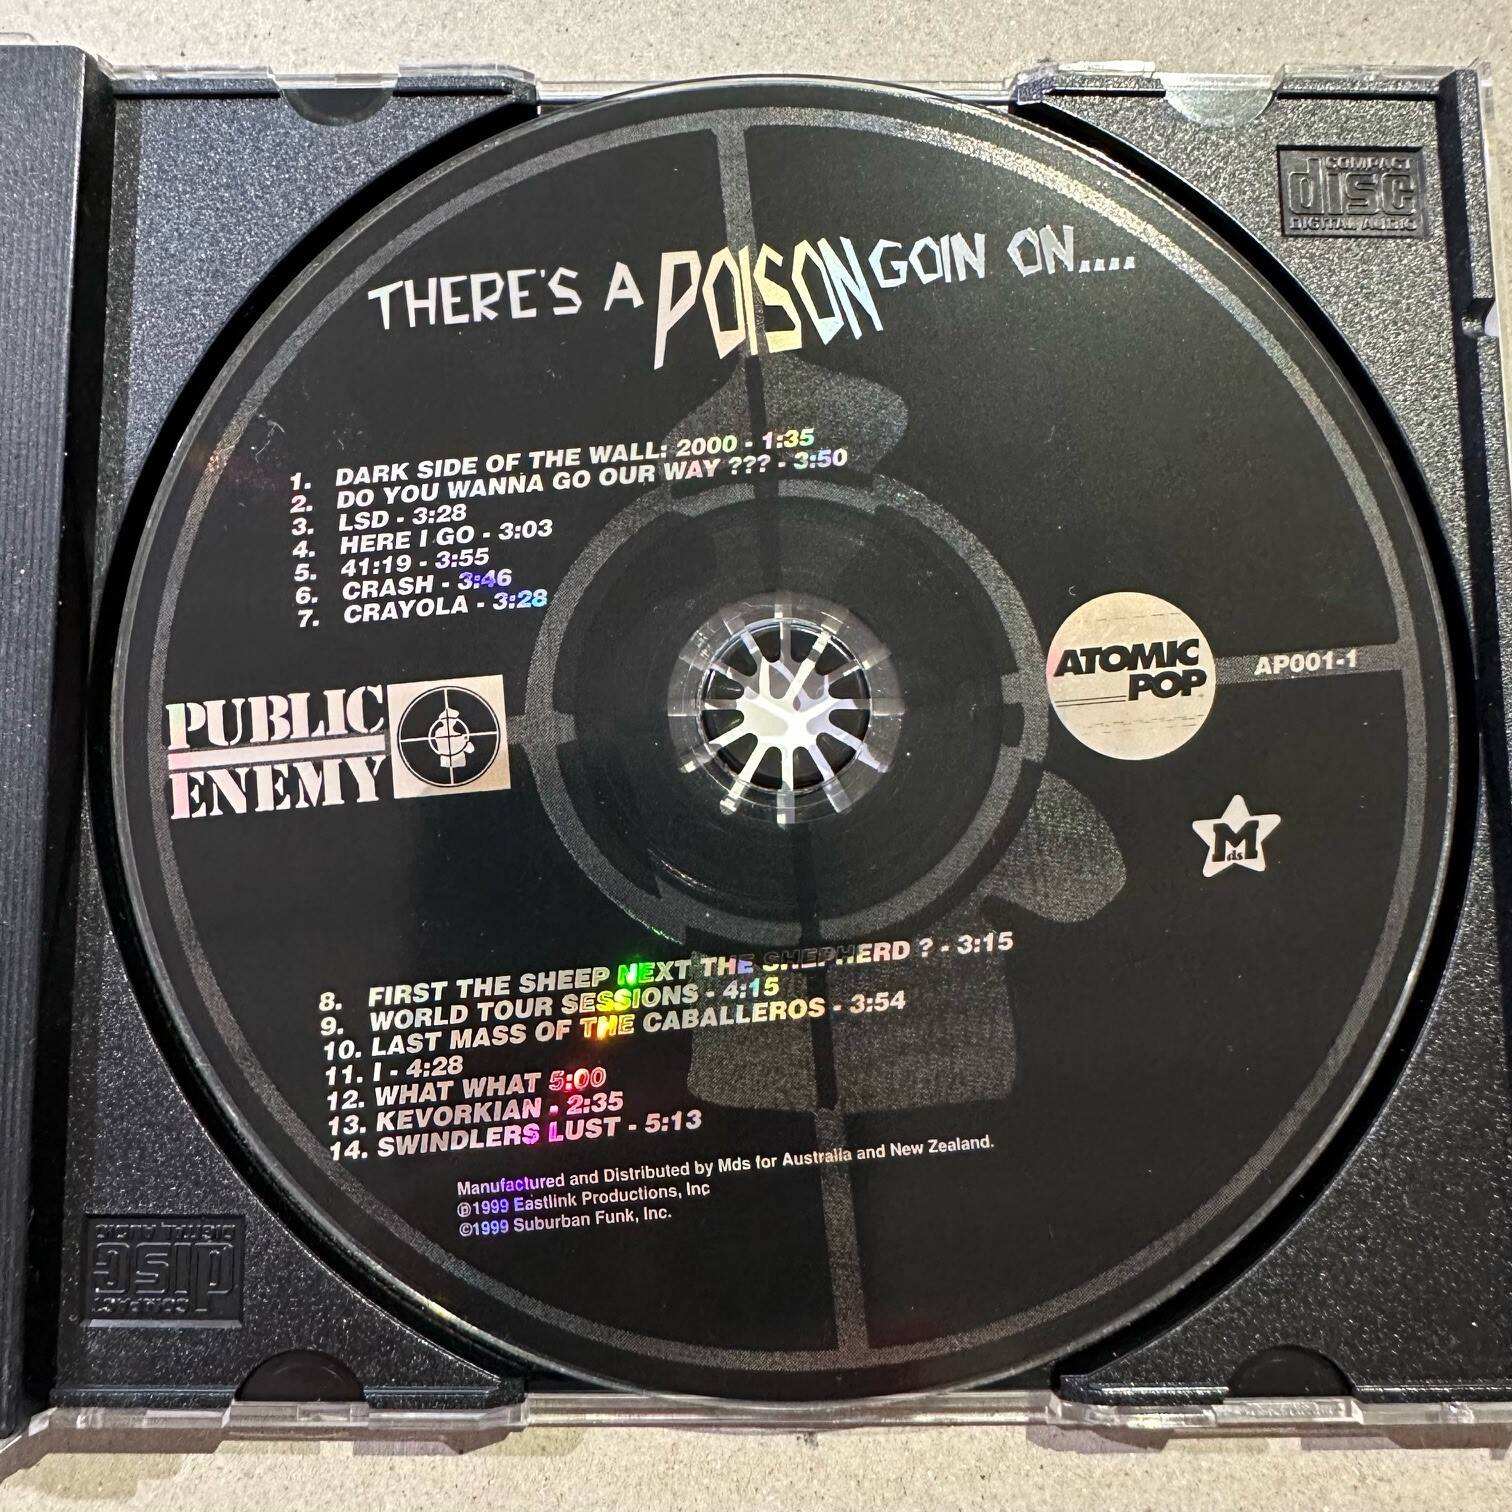 COMPACT
disc
DIGITAL AUDIO
THERE'S A POISON GOIN ON....
1. DARK SIDE OF THE WALL: 2000 - 1:35
2. DO YOU WANNA GO OUR WAY ??? - 3:50
3. LSD - 3:28
4. HERE I GO - 3:03
5. 41:19 - 3:55
6. CRASH - 3:46
7. CRAYOLA - 3:28
PUBLIC
ENEMY
ATOMIC
POP
AP001-1
M
ds
8. FIRST THE SHEEP NEXT THE SHEPHERD ? - 3:15
9. WORLD TOUR SESSIONS - 4:15
10. LAST MASS OF THE CABALLEROS - 3:54
11. I - 4:28
12. WHAT WHAT 5:00
13. KEVORKIAN - 2:35
14. SWINDLERS LUST - 5:13
Manufactured and Distributed by Mds for Australia and New Zealand.
℗1999 Eastlink Productions, Inc
©1999 Suburban Funk, Inc.
COMPACT
disc
DIGITAL AUDIO